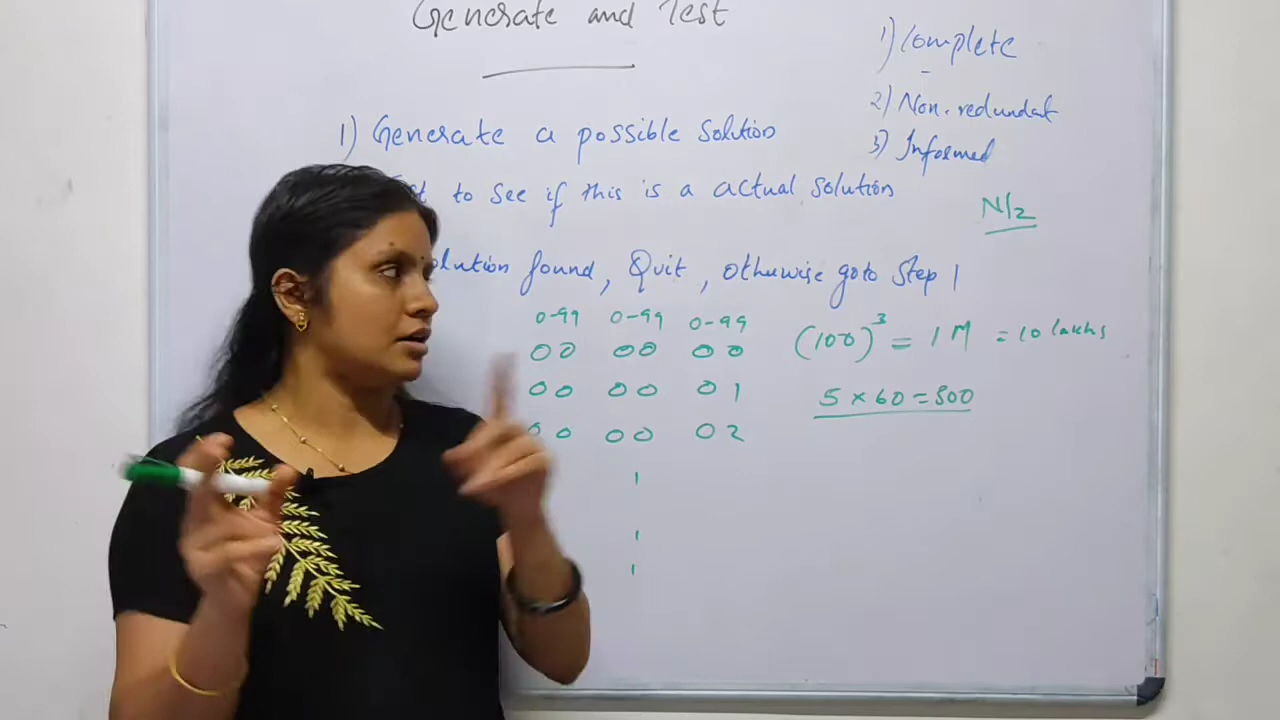 Generate and Test
1) Complete
2) Non-redundat
3) Informed
1) Generate a possible Solution
to see if this is a actual solution
N/2
found, Quit, otherwise goto Step 1
0-99 0-99 0-99
00 00 00
(100)³ = 1M = 10 lakhs
00 00 01
5 × 60 = 300
00 00 02